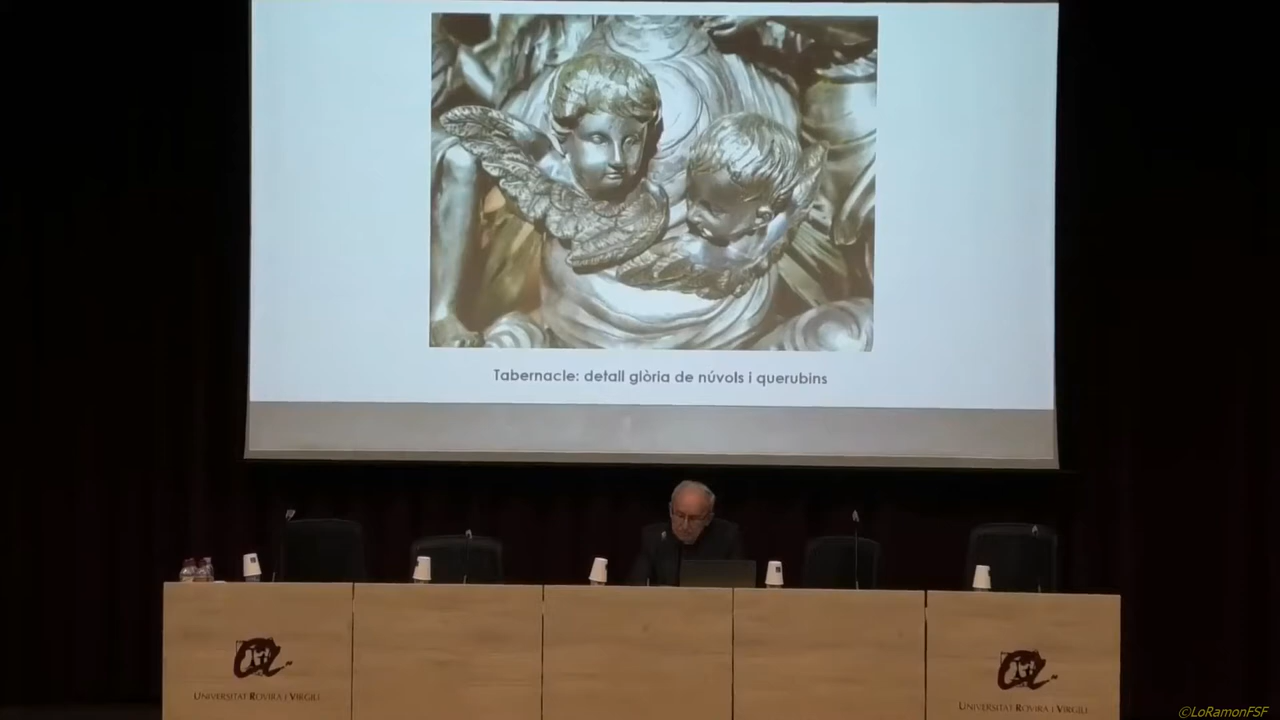 Tabernacle: detall glòria de núvols i querubins
UNIVERSITAT ROVIRA I VIRGILI
UNIVERSITAT ROVIRA I VIRGILI
©LoRamonFSF